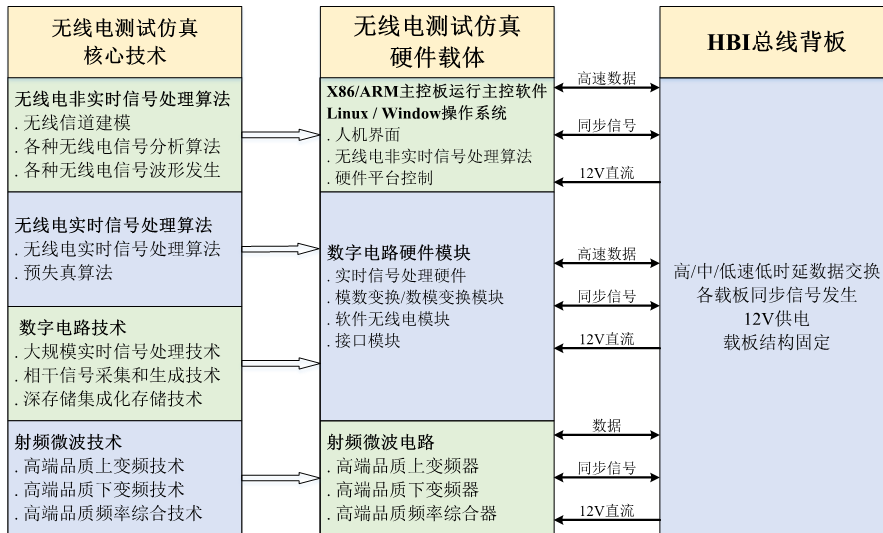 无线电测试仿真
核心技术
无线电非实时信号处理算法
. 无线信道建模
. 各种无线电信号分析算法
. 各种无线电信号波形发生
无线电实时信号处理算法
. 无线电实时信号处理算法
. 预失真算法
数字电路技术
. 大规模实时信号处理技术
. 相干信号采集和生成技术
. 深存储集成化存储技术
射频微波技术
. 高端品质上变频技术
. 高端品质下变频技术
. 高端品质频率综合技术
无线电测试仿真
硬件载体
X86/ARM主控板运行主控软件
Linux / Window操作系统
. 人机界面
. 无线电非实时信号处理算法
. 硬件平台控制
数字电路硬件模块
. 实时信号处理硬件
. 模数变换/数模变换模块
. 软件无线电模块
. 接口模块
射频微波电路
. 高端品质上变频器
. 高端品质下变频器
. 高端品质频率综合器
高速数据
同步信号
12V直流
高速数据
同步信号
12V直流
数据
同步信号
12V直流
HBI总线背板
高/中/低速低时延数据交换
各载板同步信号发生
12V供电
载板结构固定